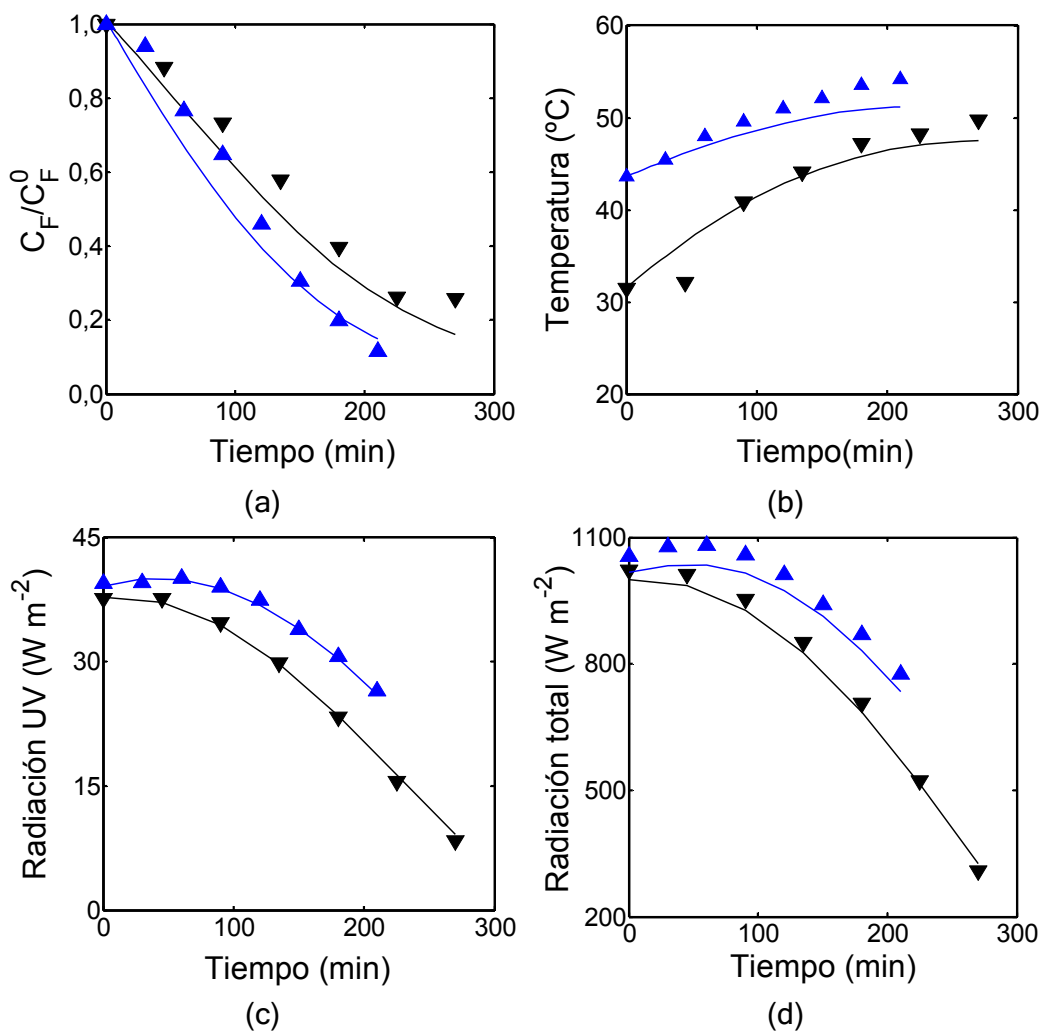 1,0
0,8
0,6
0,4
0,2
0,0
C_F/C_F^0
0 100 200 300
Tiempo (min)
(a)
60
50
40
30
20
Temperatura (ºC)
0 100 200 300
Tiempo(min)
(b)
45
30
15
0
Radiación UV (W m⁻²)
0 100 200 300
Tiempo (min)
(c)
1100
800
500
200
Radiación total (W m⁻²)
0 100 200 300
Tiempo (min)
(d)